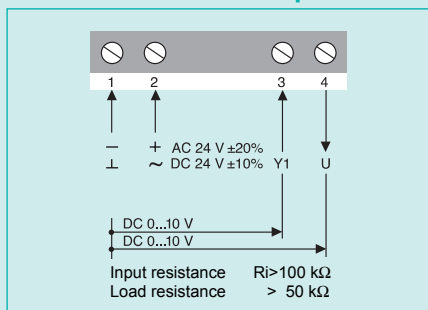 1 2 3 4
− + AC 24 V ±20%
⊥ ~ DC 24 V ±10% Y1 U
DC 0...10 V
DC 0...10 V
Input resistance Ri>100 kΩ
Load resistance > 50 kΩ